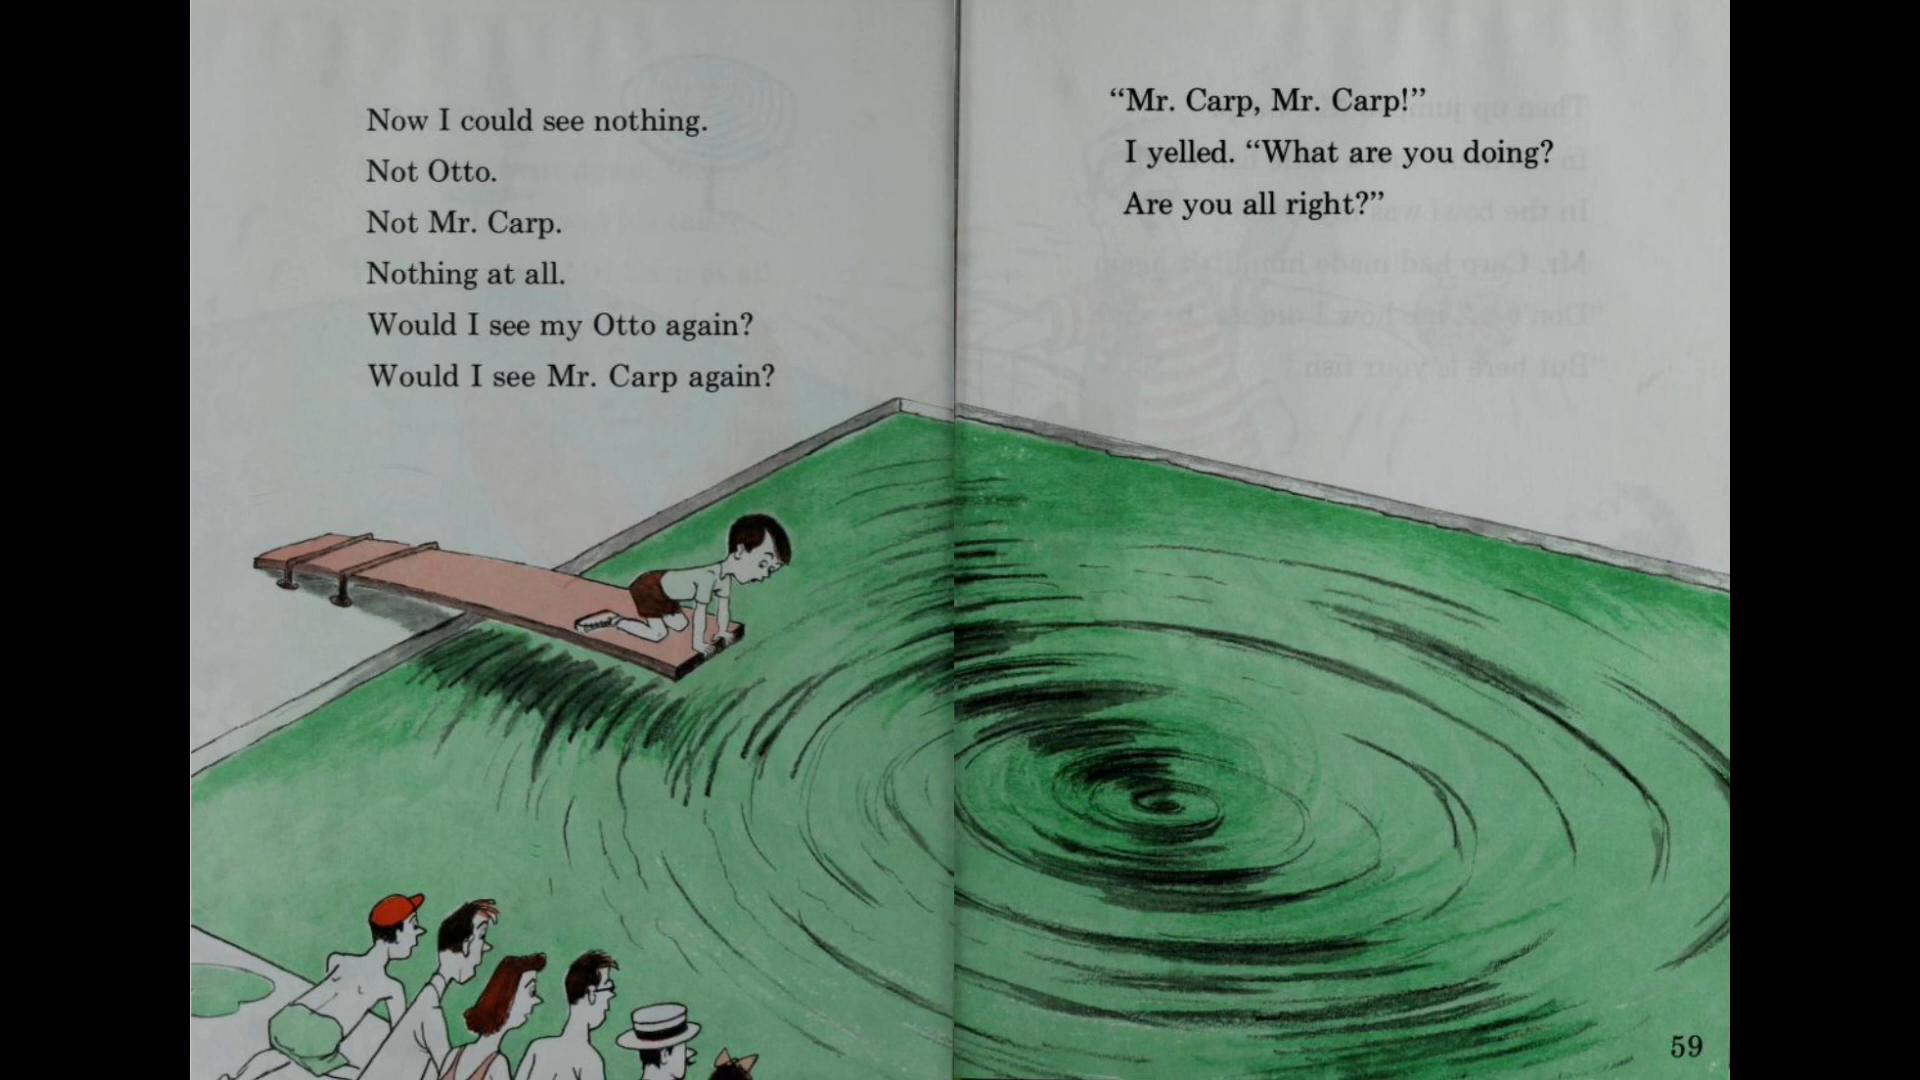 Now I could see nothing.
Not Otto.
Not Mr. Carp.
Nothing at all.
Would I see my Otto again?
Would I see Mr. Carp again?
“Mr. Carp, Mr. Carp!”
I yelled. “What are you doing?
Are you all right?”
59